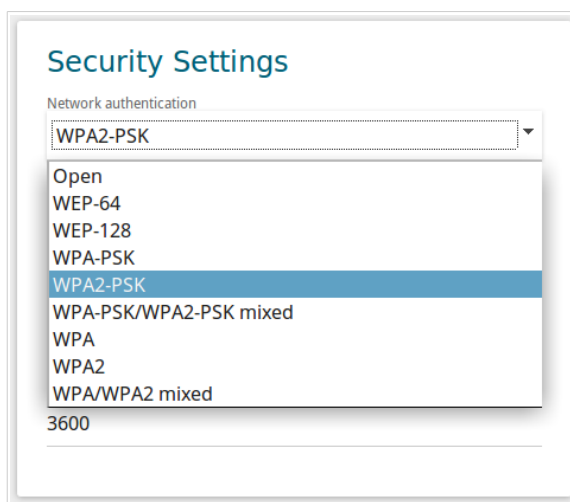 Security Settings
Network authentication
WPA2-PSK
Open
WEP-64
WEP-128
WPA-PSK
WPA2-PSK
WPA-PSK/WPA2-PSK mixed
WPA
WPA2
WPA/WPA2 mixed
3600